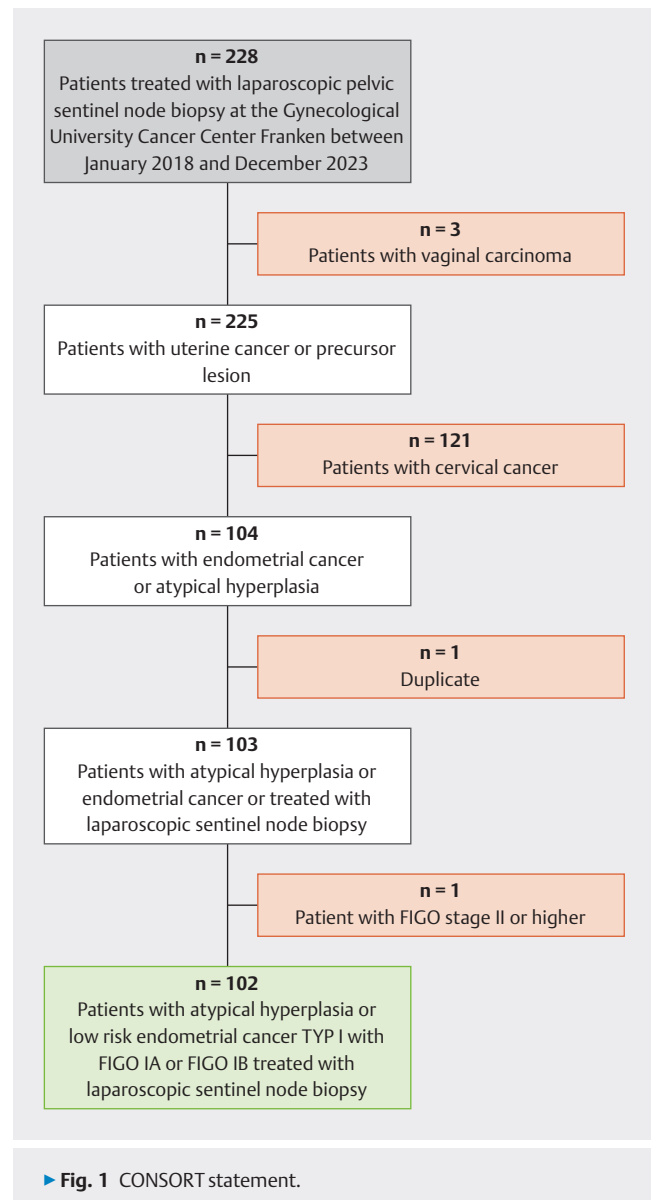 n = 228
Patients treated with laparoscopic pelvic
sentinel node biopsy at the Gynecological
University Cancer Center Franken between
January 2018 and December 2023
n = 3
Patients with vaginal carcinoma
n = 225
Patients with uterine cancer or precursor
lesion
n = 121
Patients with cervical cancer
n = 104
Patients with endometrial cancer
or atypical hyperplasia
n = 1
Duplicate
n = 103
Patients with atypical hyperplasia or
endometrial cancer or treated with
laparoscopic sentinel node biopsy
n = 1
Patient with FIGO stage II or higher
n = 102
Patients with atypical hyperplasia or
low risk endometrial cancer TYP I with
FIGO IA or FIGO IB treated with
laparoscopic sentinel node biopsy
▶ Fig. 1 CONSORT statement.